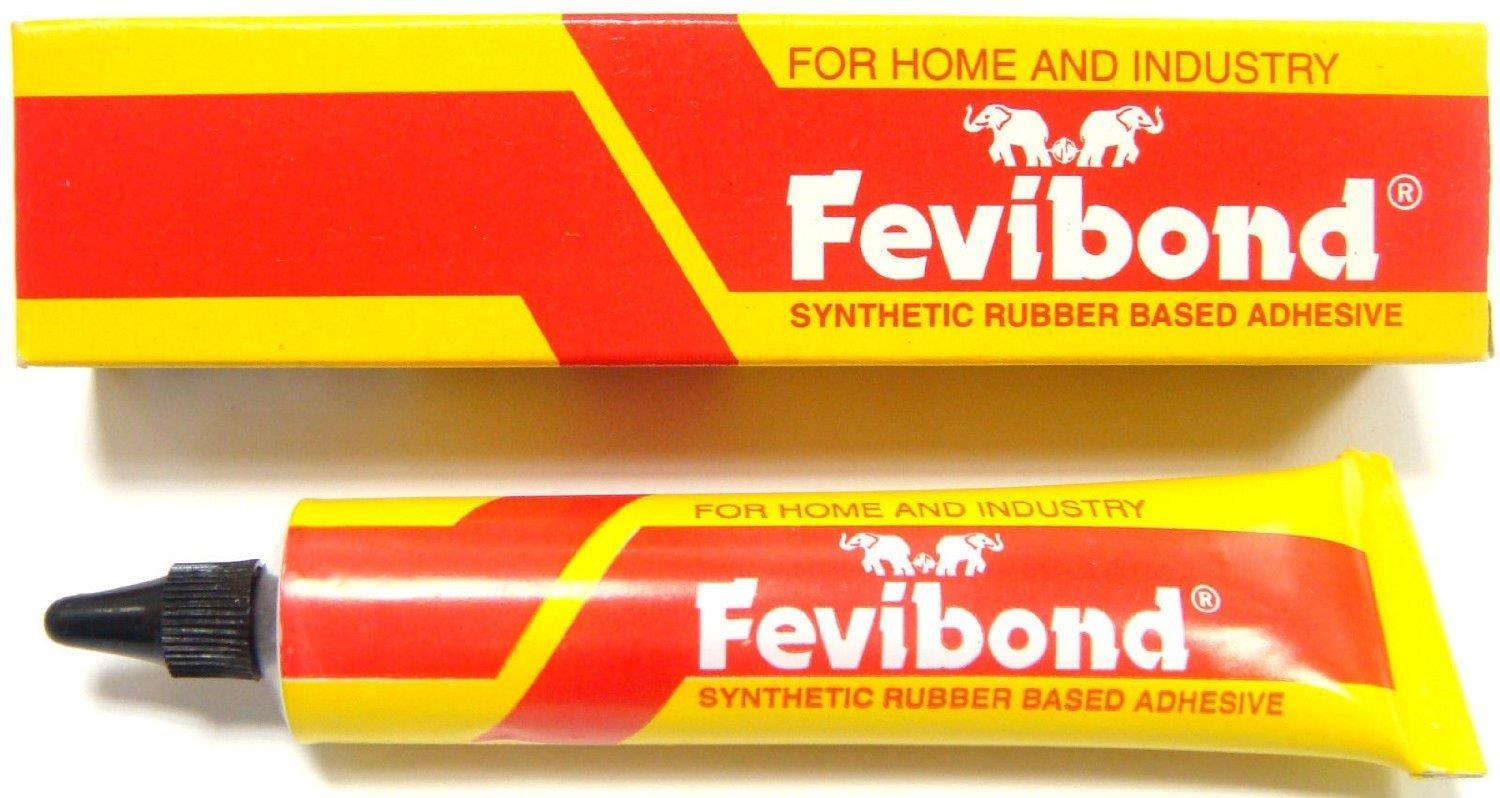 FOR HOME AND INDUSTRY
Fevibond®
SYNTHETIC RUBBER BASED ADHESIVE
FOR HOME AND INDUSTRY
Fevibond®
SYNTHETIC RUBBER BASED ADHESIVE